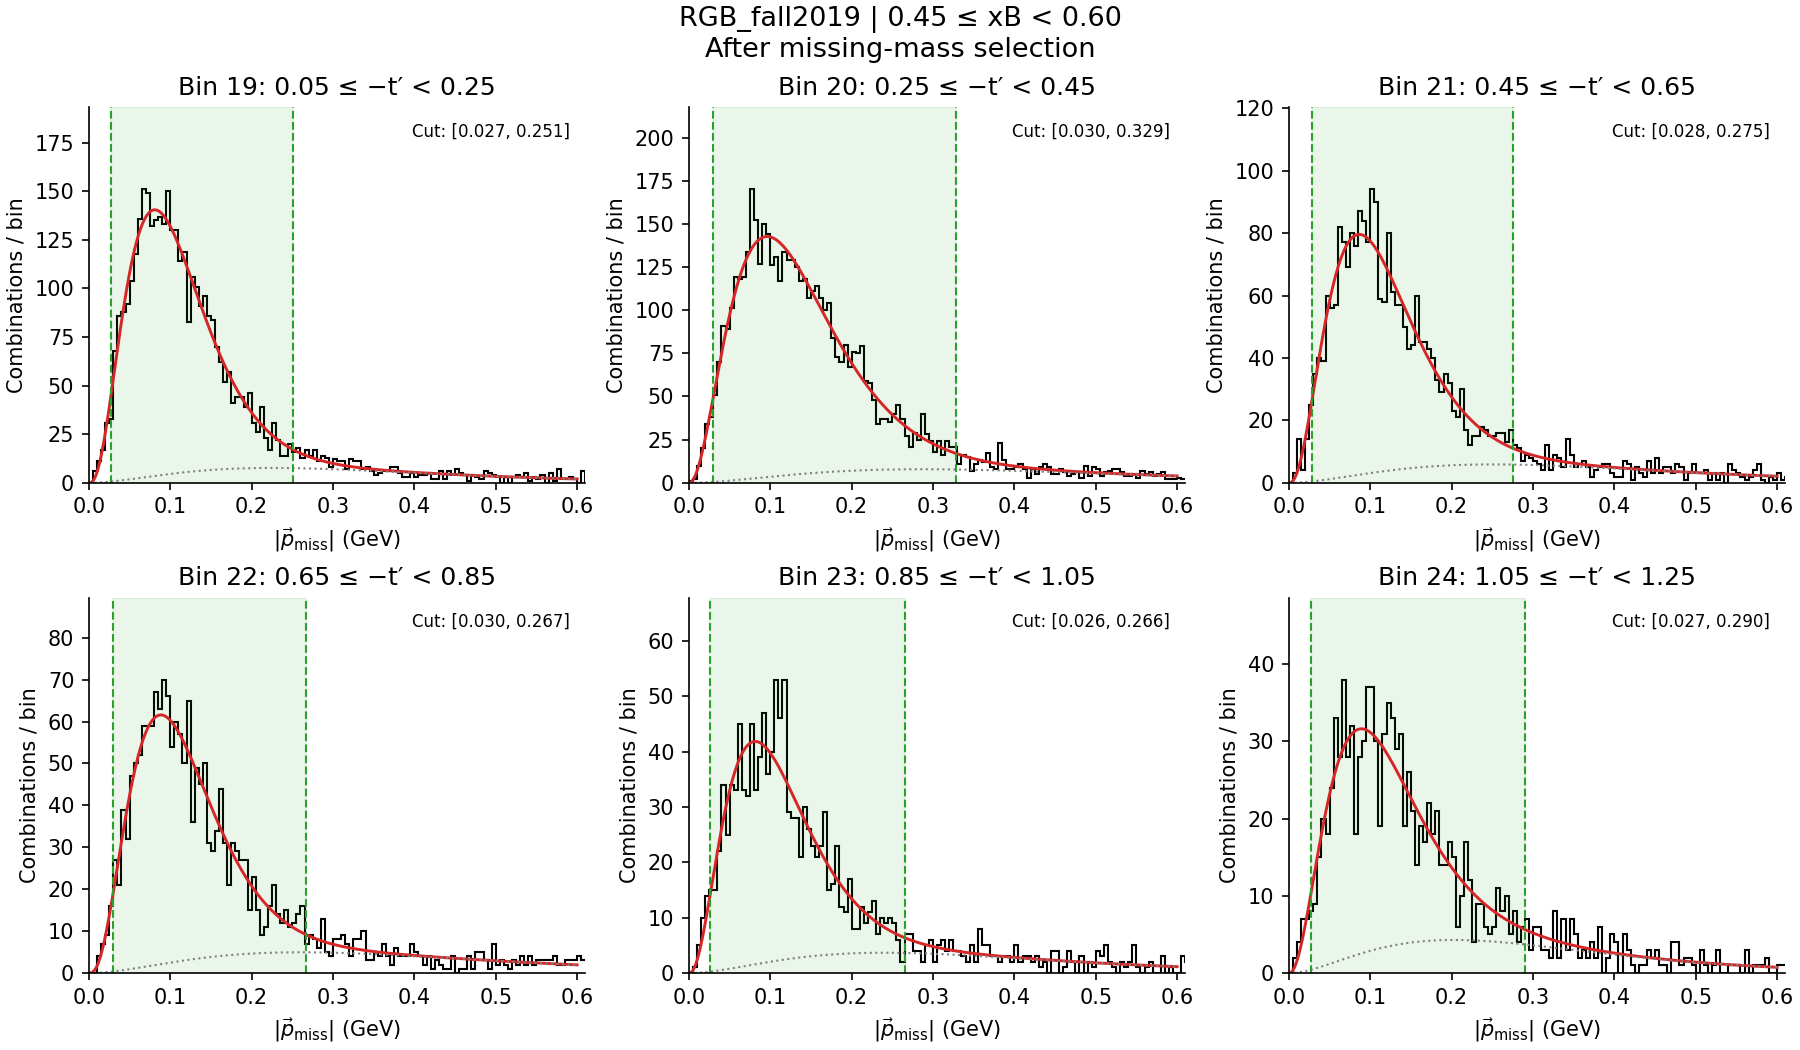 RGB_fall2019 | 0.45 ≤ xB < 0.60
After missing-mass selection
Bin 19: 0.05 ≤ −t′ < 0.25
Cut: [0.027, 0.251]
Combinations / bin
175
150
125
100
75
50
25
0
0.0 0.1 0.2 0.3 0.4 0.5 0.6
|p⃗miss| (GeV)
Bin 20: 0.25 ≤ −t′ < 0.45
Cut: [0.030, 0.329]
Combinations / bin
200
175
150
125
100
75
50
25
0
0.0 0.1 0.2 0.3 0.4 0.5 0.6
|p⃗miss| (GeV)
Bin 21: 0.45 ≤ −t′ < 0.65
Cut: [0.028, 0.275]
Combinations / bin
120
100
80
60
40
20
0
0.0 0.1 0.2 0.3 0.4 0.5 0.6
|p⃗miss| (GeV)
Bin 22: 0.65 ≤ −t′ < 0.85
Cut: [0.030, 0.267]
Combinations / bin
80
70
60
50
40
30
20
10
0
0.0 0.1 0.2 0.3 0.4 0.5 0.6
|p⃗miss| (GeV)
Bin 23: 0.85 ≤ −t′ < 1.05
Cut: [0.026, 0.266]
Combinations / bin
60
50
40
30
20
10
0
0.0 0.1 0.2 0.3 0.4 0.5 0.6
|p⃗miss| (GeV)
Bin 24: 1.05 ≤ −t′ < 1.25
Cut: [0.027, 0.290]
Combinations / bin
40
30
20
10
0
0.0 0.1 0.2 0.3 0.4 0.5 0.6
|p⃗miss| (GeV)